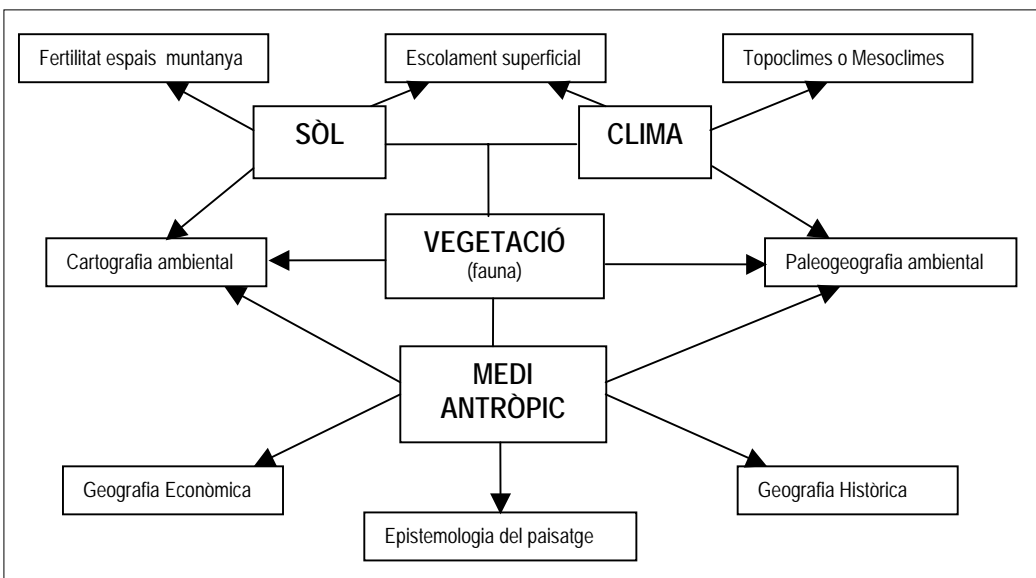 Fertilitat espais muntanya
Escolament superficial
Topoclimes o Mesoclimes
SÒL
CLIMA
VEGETACIÓ
(fauna)
Cartografia ambiental
Paleogeografia ambiental
MEDI
ANTRÒPIC
Geografia Econòmica
Geografia Històrica
Epistemologia del paisatge